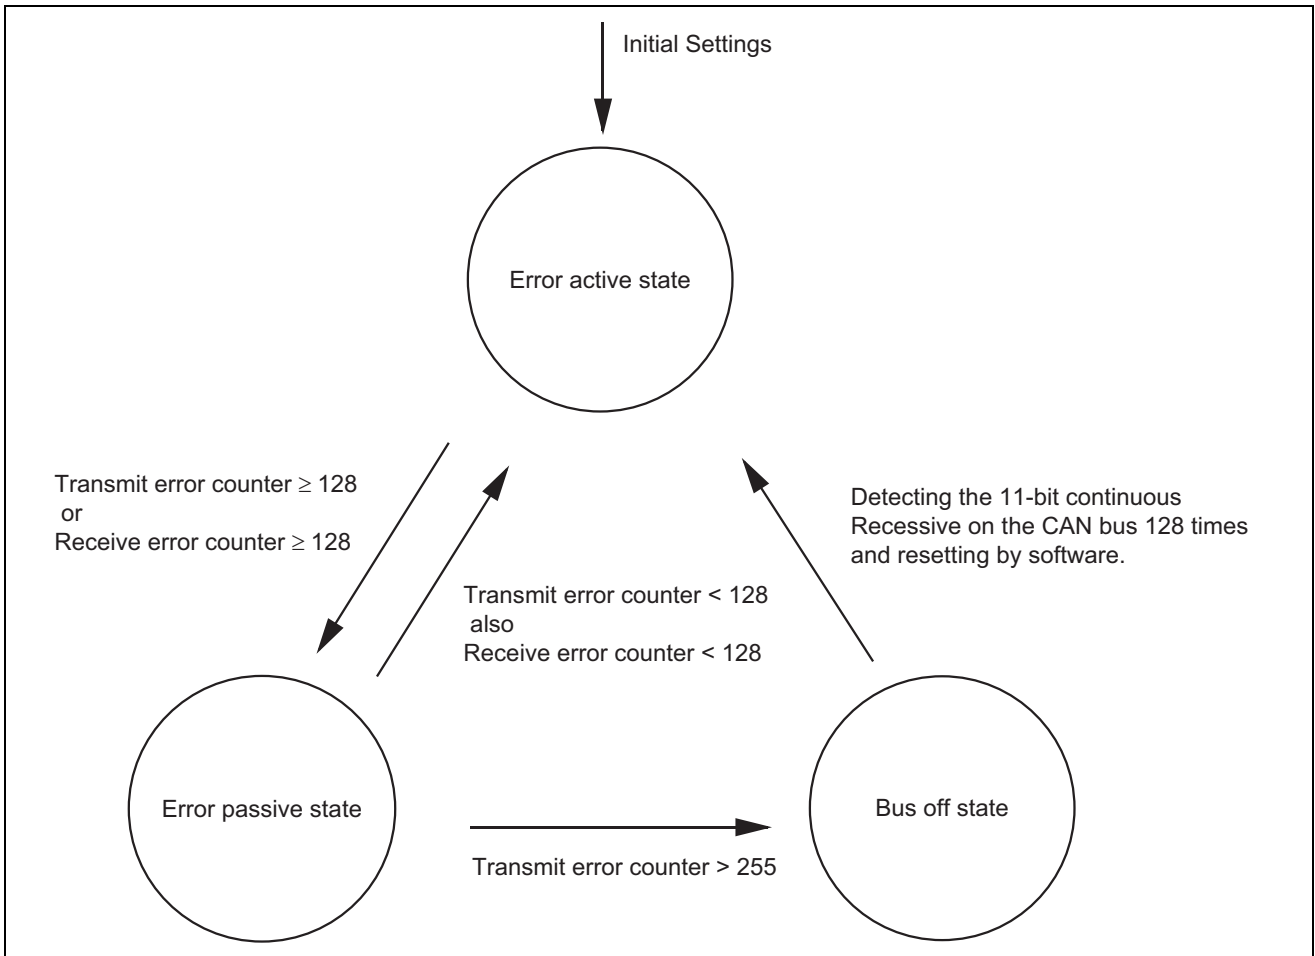 Initial Settings
Error active state
Transmit error counter ≥ 128
or
Receive error counter ≥ 128
Transmit error counter < 128
also
Receive error counter < 128
Detecting the 11-bit continuous
Recessive on the CAN bus 128 times
and resetting by software.
Error passive state
Transmit error counter > 255
Bus off state